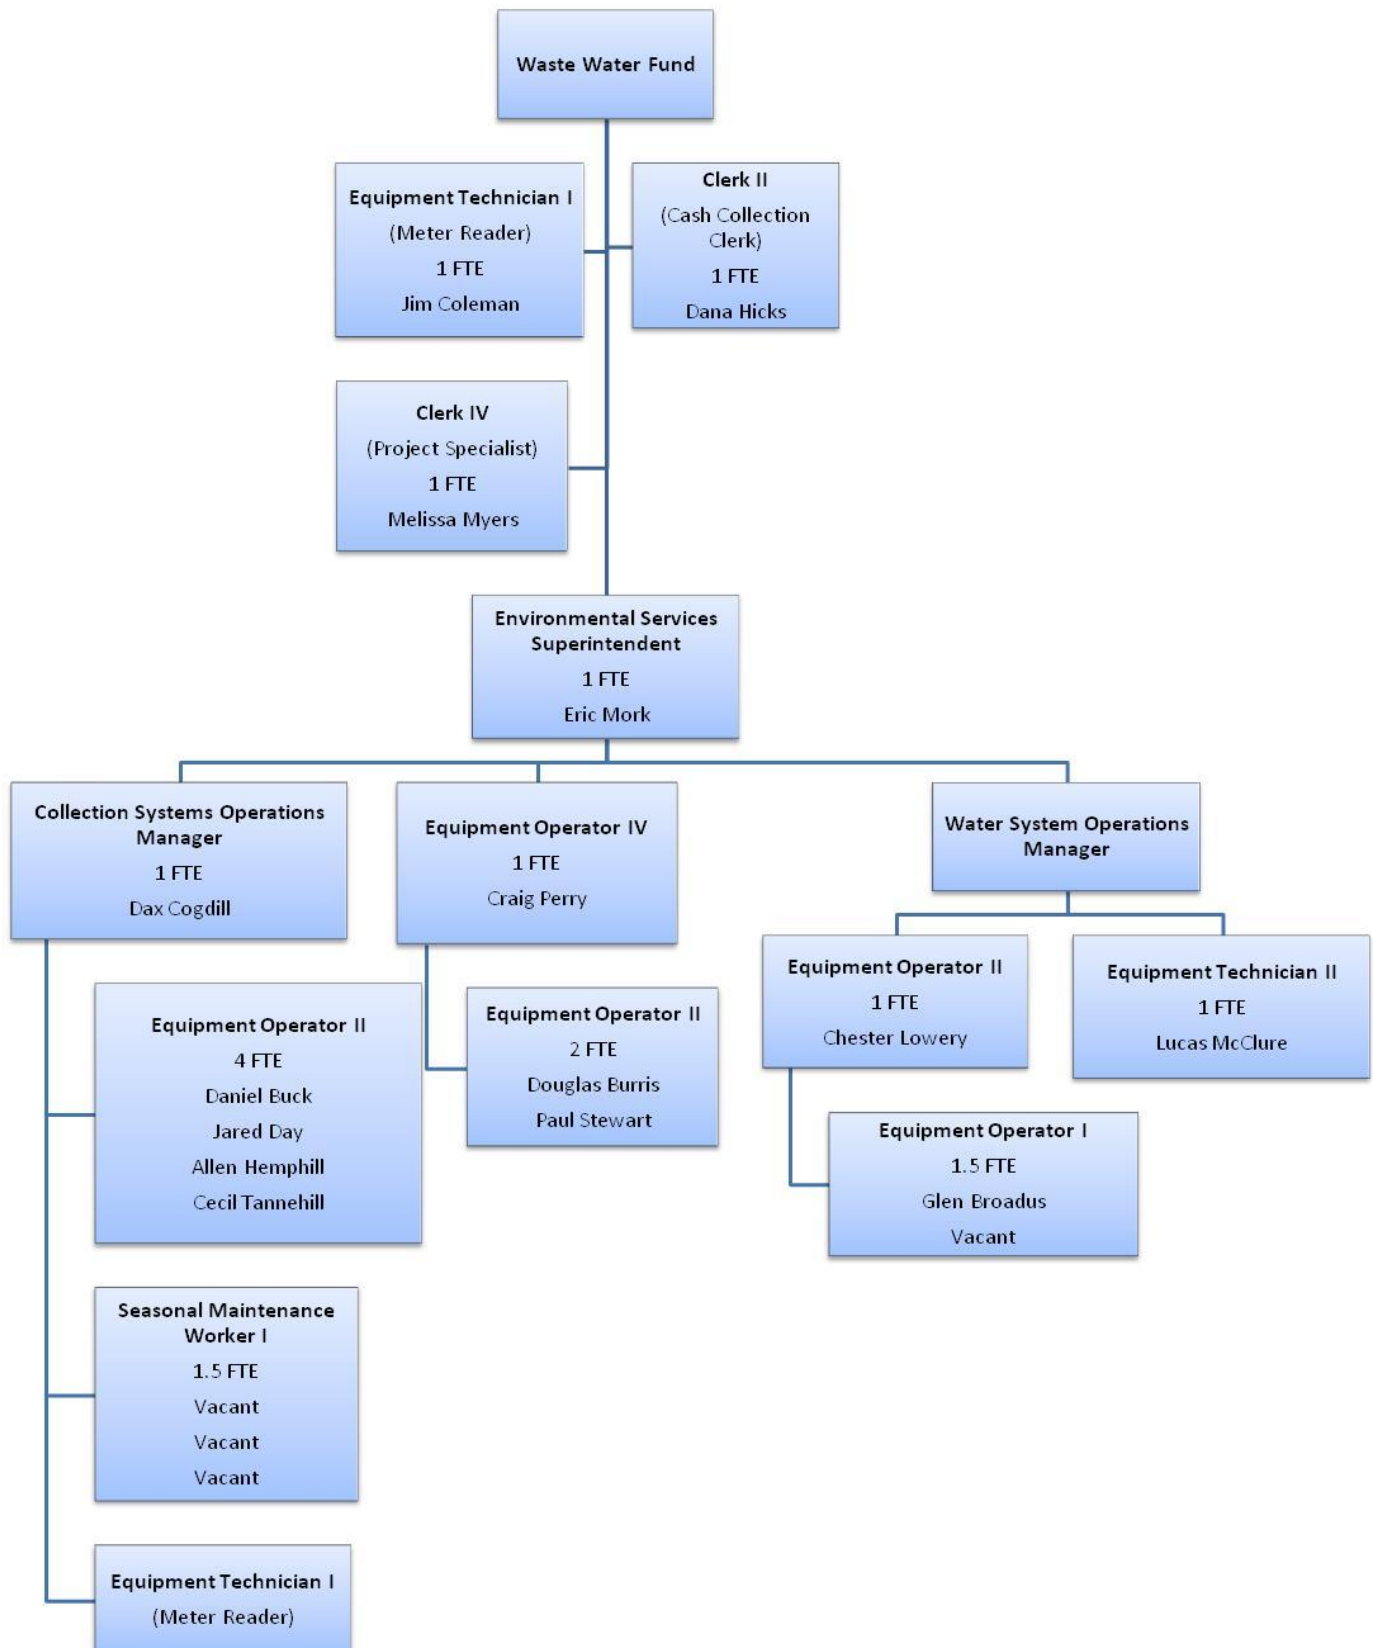 Waste Water Fund
Equipment Technician I
(Meter Reader)
1 FTE
Jim Coleman
Clerk II
(Cash Collection
Clerk)
1 FTE
Dana Hicks
Clerk IV
(Project Specialist)
1 FTE
Melissa Myers
Environmental Services
Superintendent
1 FTE
Eric Mork
Collection Systems Operations
Manager
1 FTE
Dax Cogdill
Equipment Operator IV
1 FTE
Craig Perry
Water System Operations
Manager
Equipment Operator II
4 FTE
Daniel Buck
Jared Day
Allen Hemphill
Cecil Tannehill
Equipment Operator II
2 FTE
Douglas Burris
Paul Stewart
Equipment Operator II
1 FTE
Chester Lowery
Equipment Technician II
1 FTE
Lucas McClure
Equipment Operator I
1.5 FTE
Glen Broadus
Vacant
Seasonal Maintenance
Worker I
1.5 FTE
Vacant
Vacant
Vacant
Equipment Technician I
(Meter Reader)